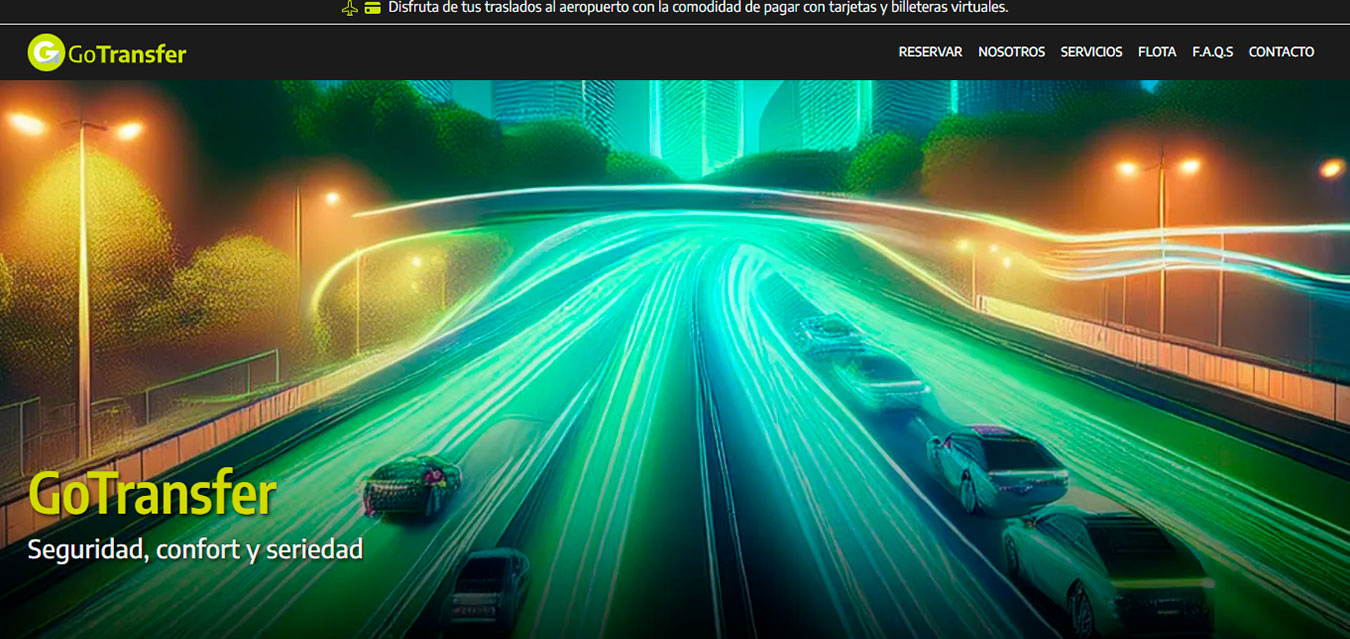 Disfruta de tus traslados al aeropuerto con la comodidad de pagar con tarjetas y billeteras virtuales.
G GoTransfer
RESERVAR NOSOTROS SERVICIOS FLOTA F.A.Q.S CONTACTO
GoTransfer
Seguridad, confort y seriedad